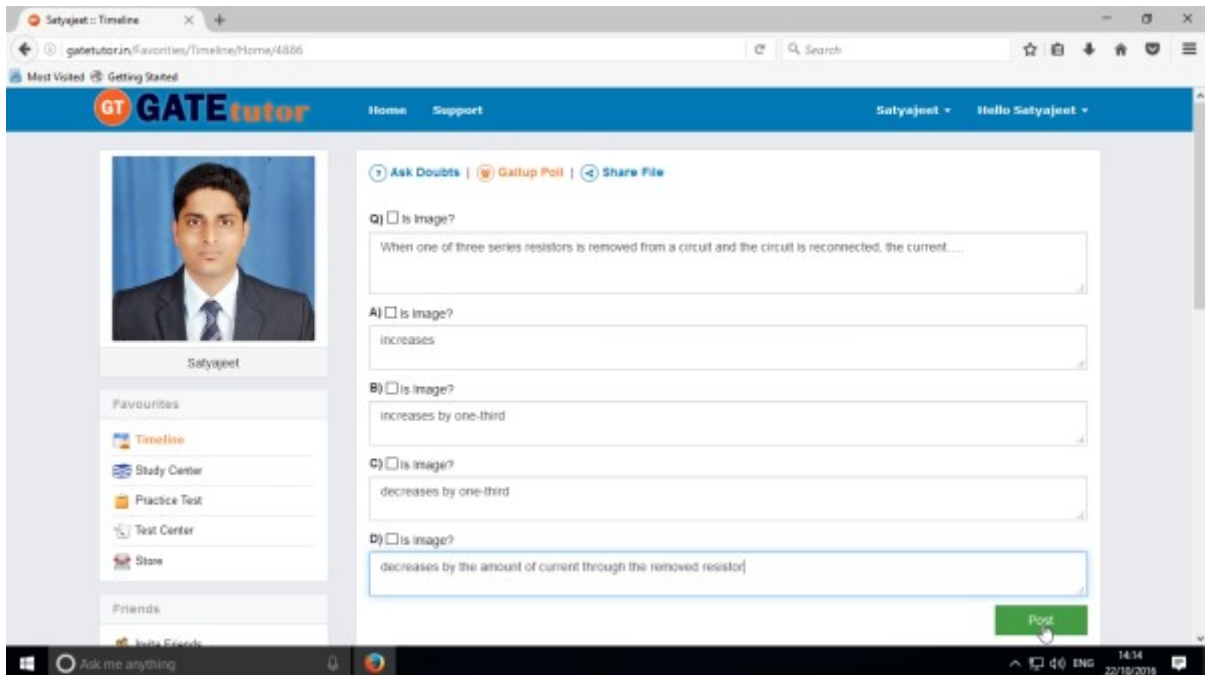 Satyajeet :: Timeline
gatetutor.in/Favorities/Timeline/Home/4886
Search
Most Visited Getting Started
GT GATEtutor
Home Support Satyajeet Hello Satyajeet
Satyajeet
Favourites
Timeline
Study Center
Practice Test
Test Center
Store
Friends
Invite Friends
Ask Doubts | Gallup Poll | Share File
Q) Is Image?
When one of three series resistors is removed from a circuit and the circuit is reconnected, the current.....
A) Is Image?
increases
B) Is Image?
increases by one-third
C) Is Image?
decreases by one-third
D) Is Image?
decreases by the amount of current through the removed resistor
Post
Ask me anything
ENG
14:14
22/10/2016